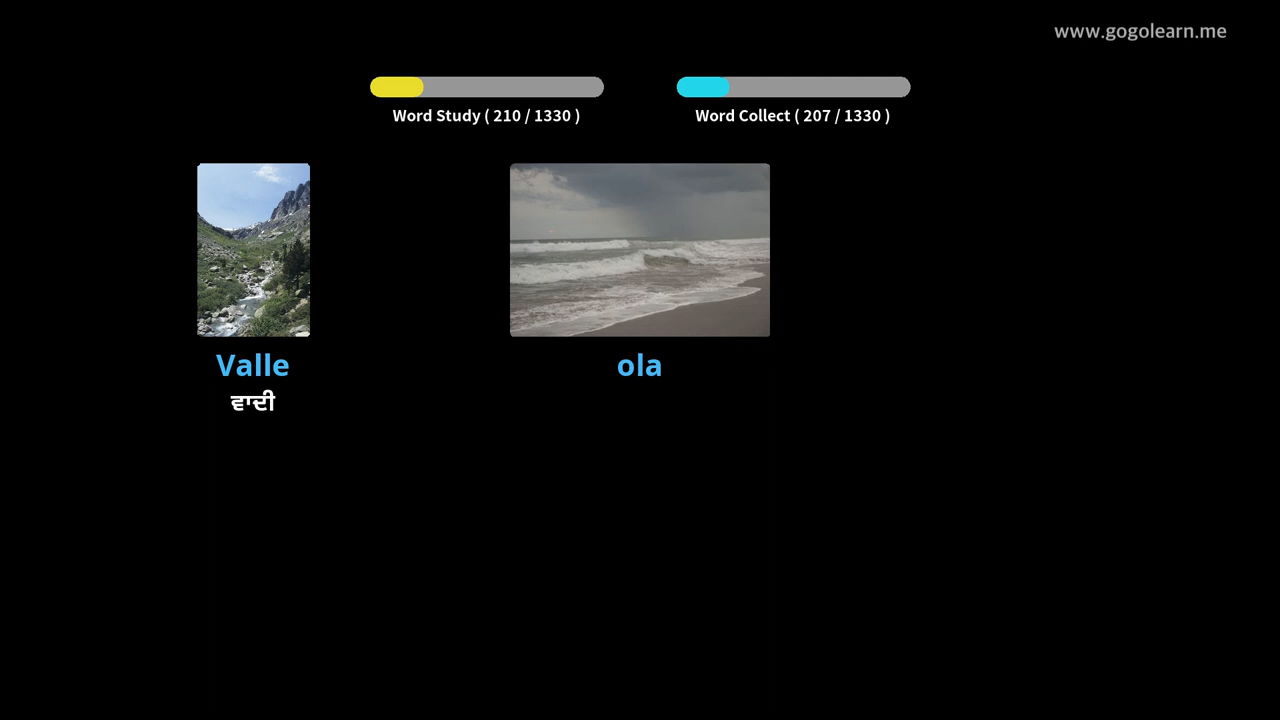 www.gogolearn.me
Word Study ( 210 / 1330 )
Word Collect ( 207 / 1330 )
Valle
ola
ਵਾਦੀ